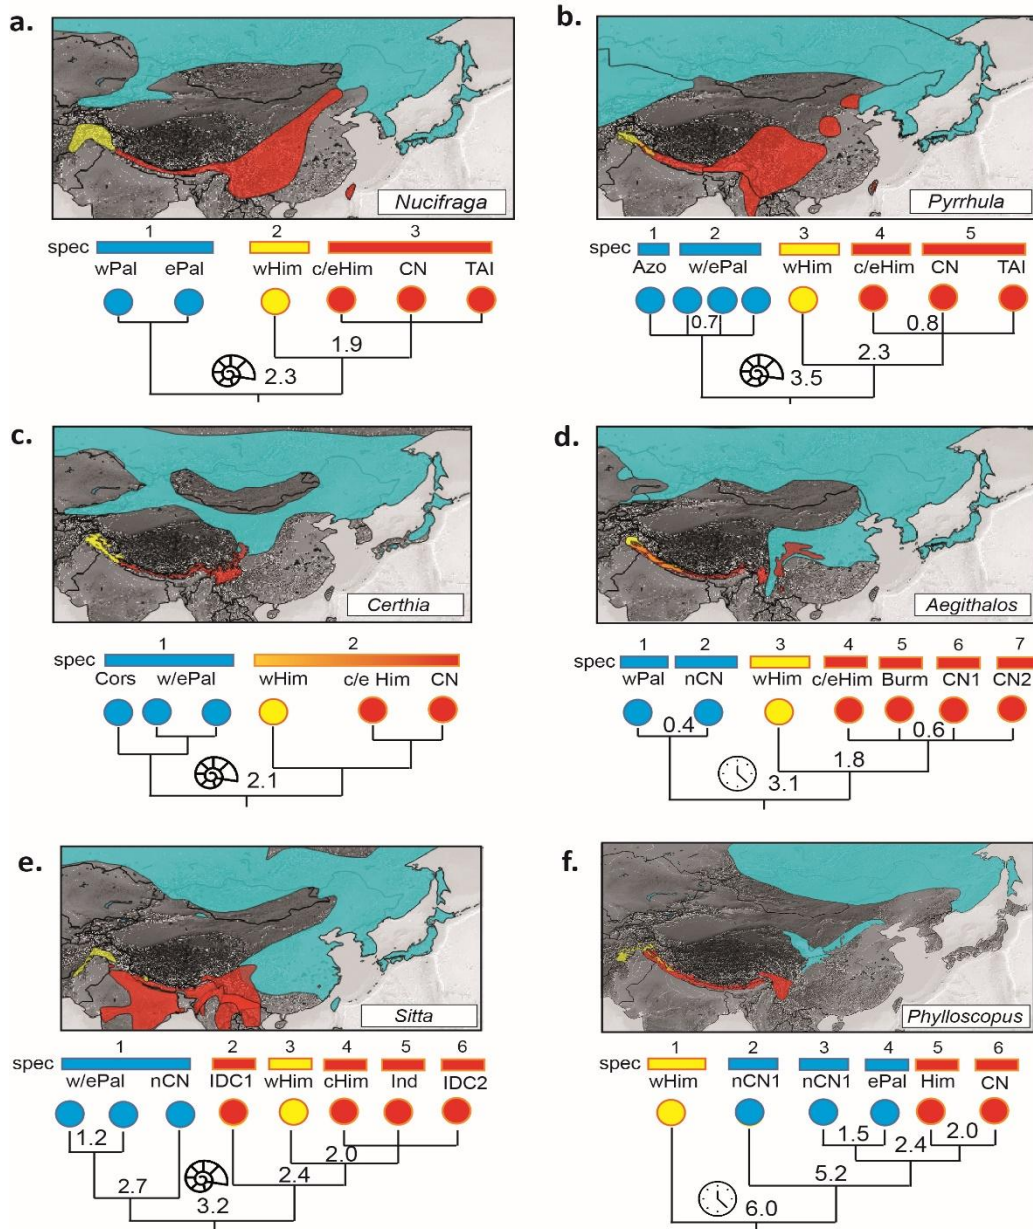 a.
Nucifraga
1 2 3
spec
wPal ePal wHim c/eHim CN TAI
1.9
2.3
b.
Pyrrhula
1 2 3 4 5
spec
Azo w/ePal wHim c/eHim CN TAI
0.7 0.8
2.3
3.5
c.
Certhia
1 2
spec
Cors w/ePal wHim c/e Him CN
2.1
d.
Aegithalos
1 2 3 4 5 6 7
spec
wPal nCN wHim c/eHim Burm CN1 CN2
0.4 0.6
1.8
3.1
e.
Sitta
1 2 3 4 5 6
spec
w/ePal nCN IDC1 wHim cHim Ind IDC2
1.2
2.0
2.7 2.4
3.2
f.
Phylloscopus
1 2 3 4 5 6
spec
wHim nCN1 nCN1 ePal Him CN
1.5 2.0
2.4
5.2
6.0